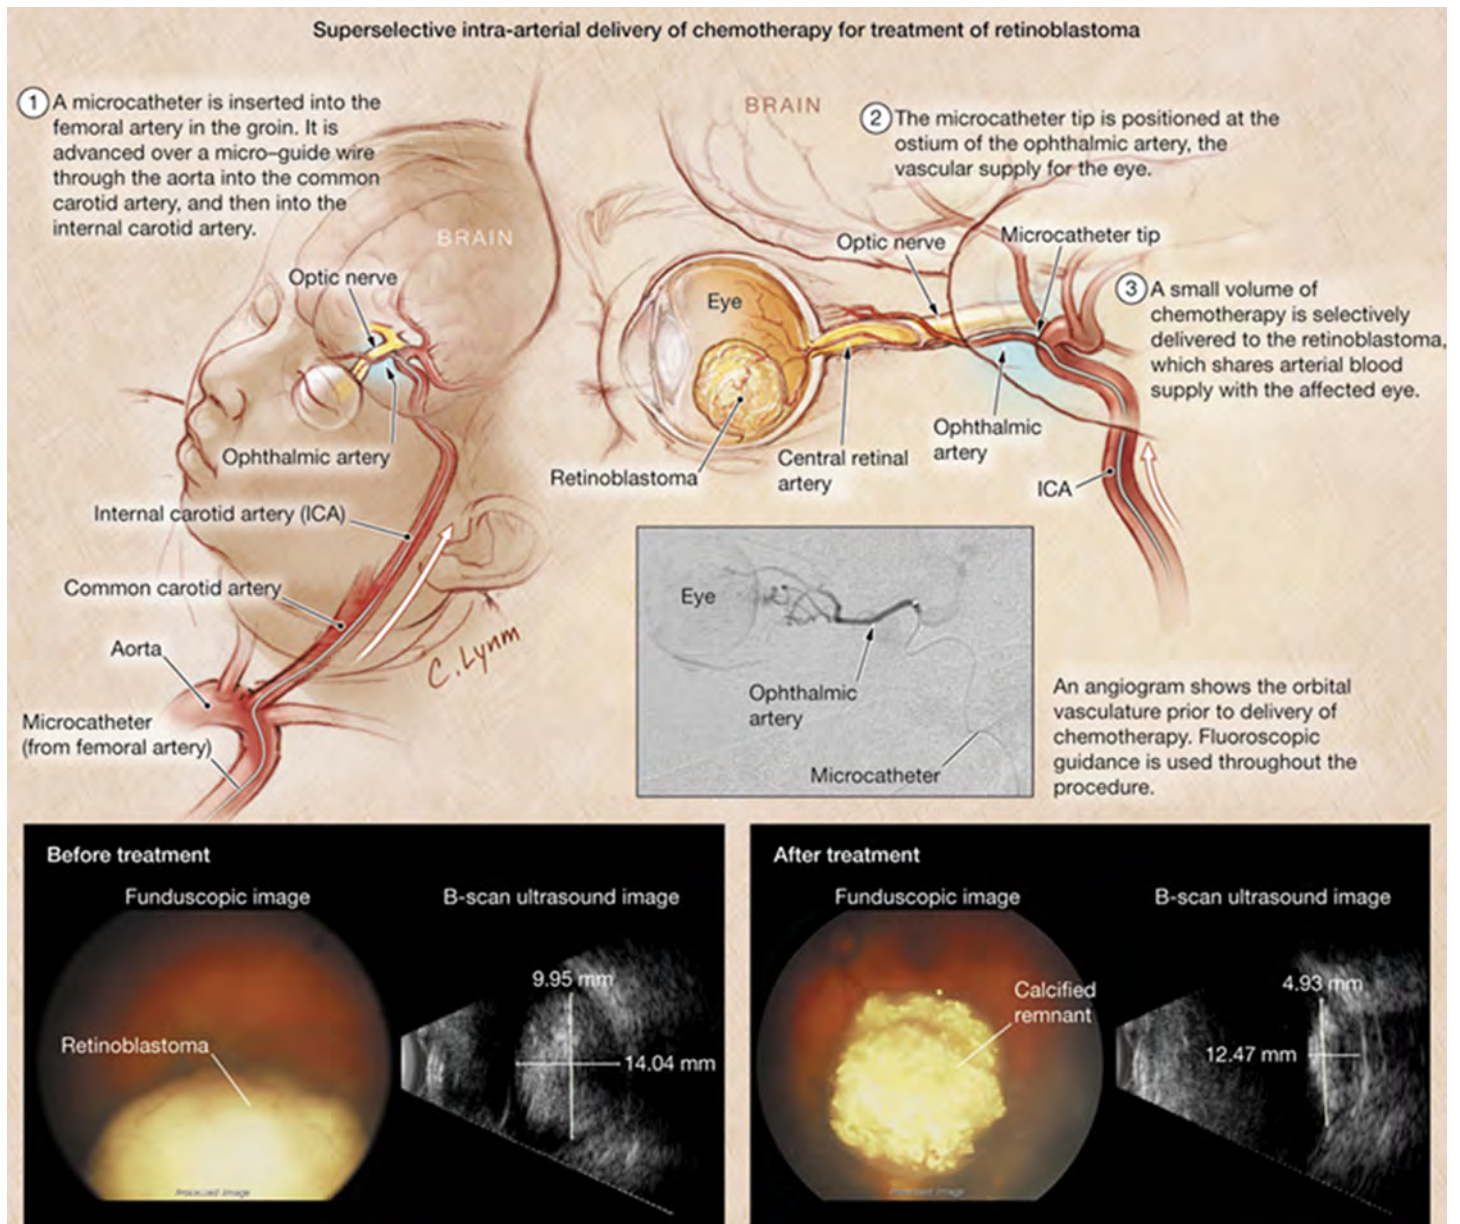 Superselective intra-arterial delivery of chemotherapy for treatment of retinoblastoma
1 A microcatheter is inserted into the
femoral artery in the groin. It is
advanced over a micro–guide wire
through the aorta into the common
carotid artery, and then into the
internal carotid artery.
BRAIN
Optic nerve
Ophthalmic artery
Internal carotid artery (ICA)
Common carotid artery
Aorta
Microcatheter
(from femoral artery)
C. Lynm
BRAIN
2 The microcatheter tip is positioned at the
ostium of the ophthalmic artery, the
vascular supply for the eye.
Optic nerve
Microcatheter tip
Eye
3 A small volume of
chemotherapy is selectively
delivered to the retinoblastoma,
which shares arterial blood
supply with the affected eye.
Retinoblastoma
Central retinal
artery
Ophthalmic
artery
ICA
Eye
Ophthalmic
artery
Microcatheter
An angiogram shows the orbital
vasculature prior to delivery of
chemotherapy. Fluoroscopic
guidance is used throughout the
procedure.
Before treatment
Funduscopic image
B-scan ultrasound image
Retinoblastoma
9.95 mm
14.04 mm
Processed Image
After treatment
Funduscopic image
B-scan ultrasound image
Calcified
remnant
4.93 mm
12.47 mm
Processed Image